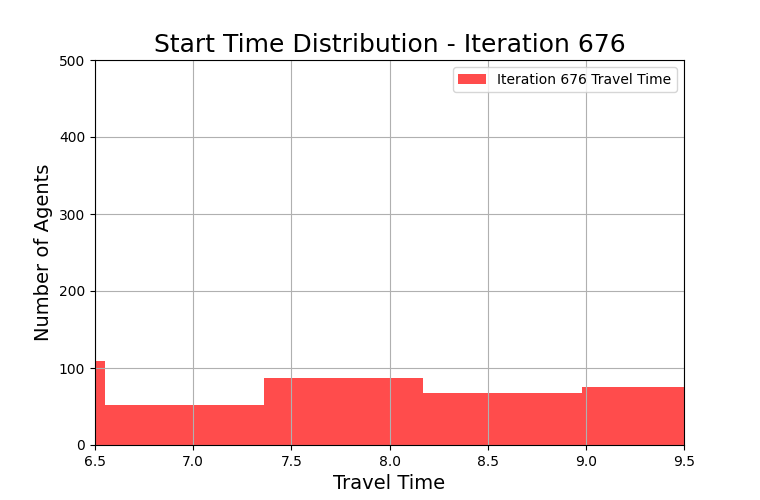 Start Time Distribution - Iteration 676
Iteration 676 Travel Time
Number of Agents
500
400
300
200
100
0
6.5 7.0 7.5 8.0 8.5 9.0 9.5
Travel Time